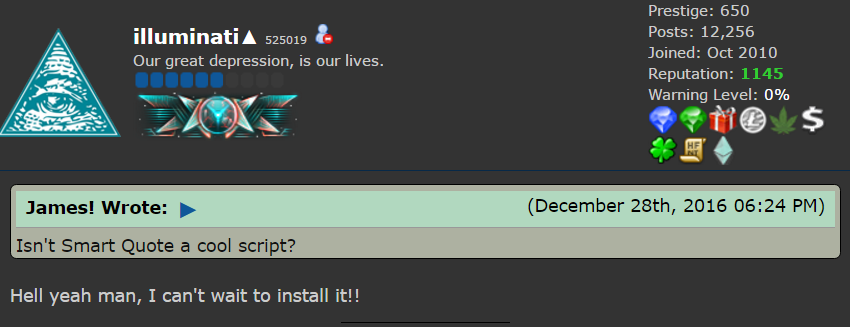 illuminati▲ 525019
Our great depression, is our lives.
Prestige: 650
Posts: 12,256
Joined: Oct 2010
Reputation: 1145
Warning Level: 0%
HF
NT
James! Wrote: (December 28th, 2016 06:24 PM)
Isn't Smart Quote a cool script?
Hell yeah man, I can't wait to install it!!